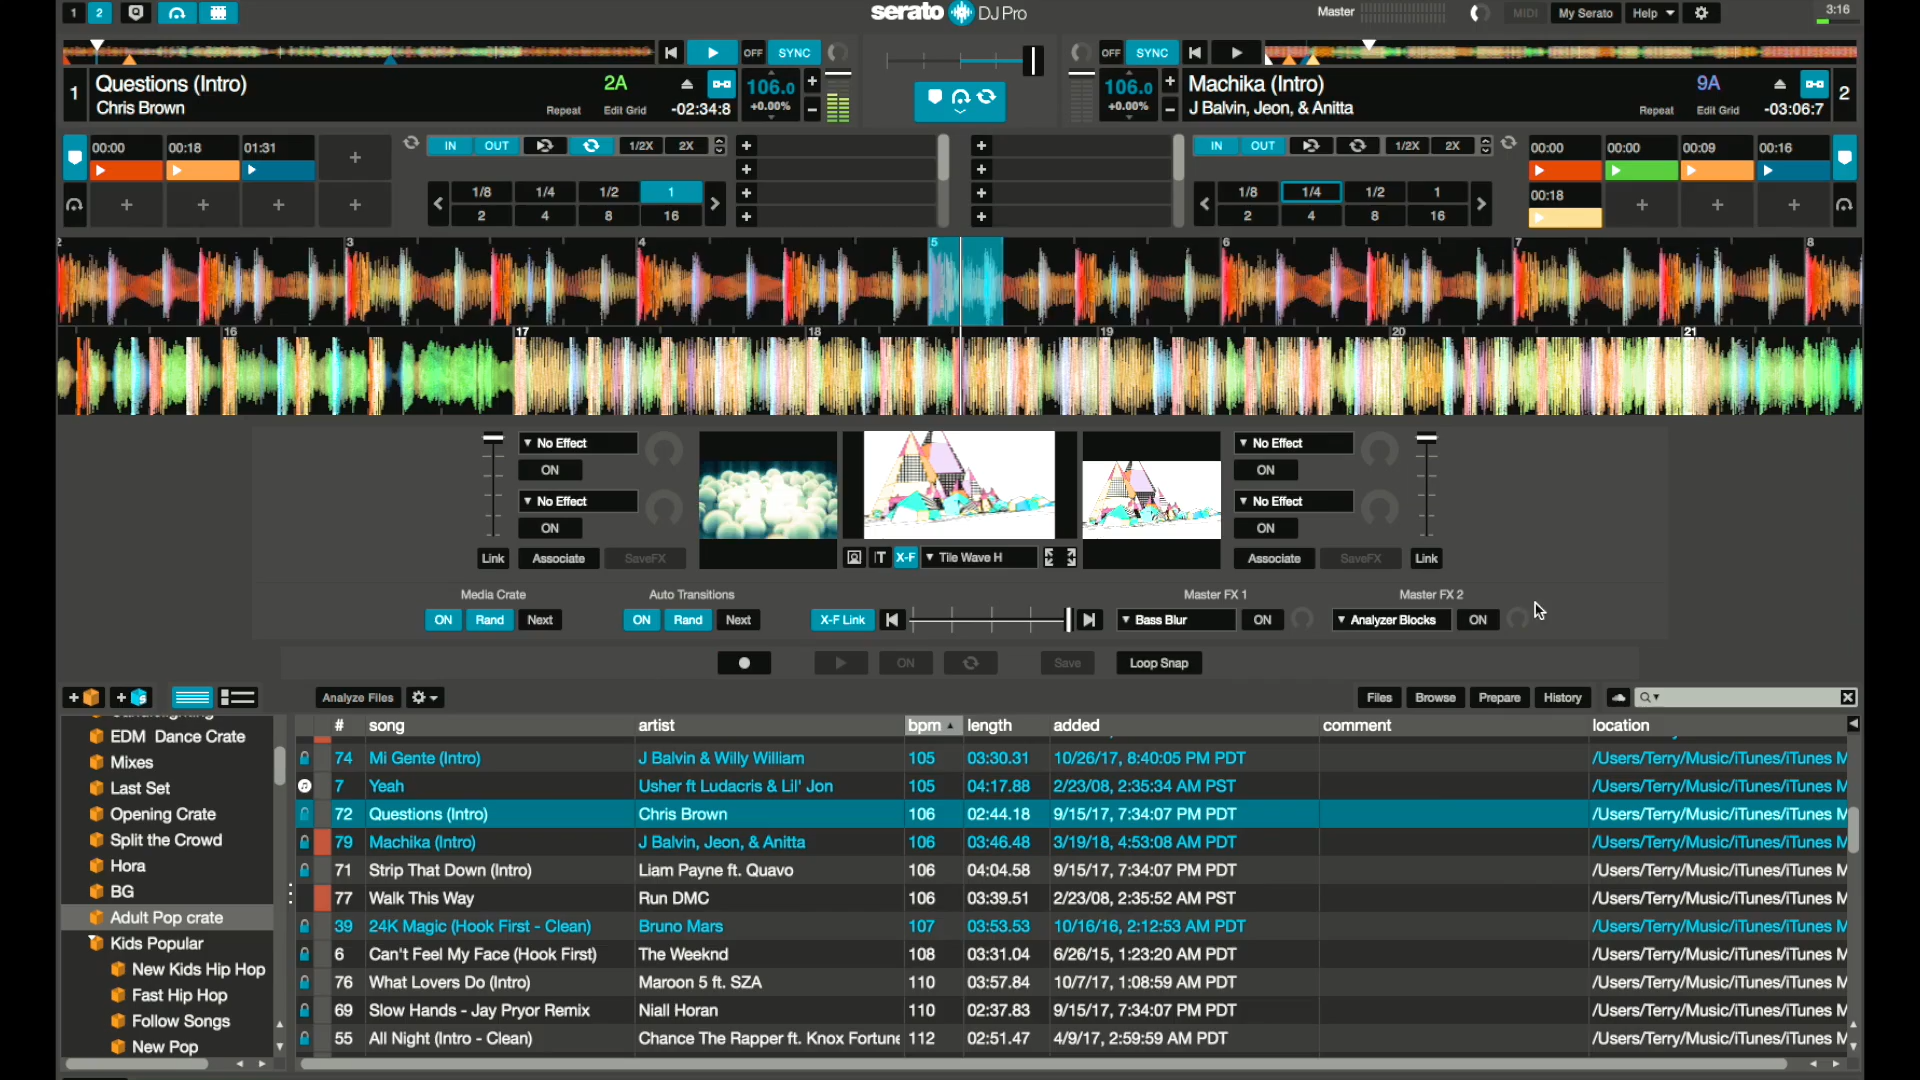 1 2 serato DJ Pro Master MIDI My Serato Help 3:16
OFF SYNC OFF SYNC
1 Questions (Intro) 2A 106.0 +0.00%
Chris Brown Repeat Edit Grid -02:34:8
106.0 +0.00% Machika (Intro) 9A 2
J Balvin, Jeon, & Anitta Repeat Edit Grid -03:06:7
00:00 00:18 01:31 IN OUT 1/2X 2X
1/8 1/4 1/2 1
2 4 8 16
IN OUT 1/2X 2X 00:00 00:00 00:09 00:16
1/8 1/4 1/2 1 00:18
2 4 8 16
2 3 4 5 6 7 8
16 17 18 19 20 21
No Effect No Effect
ON ON
No Effect No Effect
ON ON
Link Associate SaveFX T X-F Tile Wave H Associate SaveFX Link
Media Crate Auto Transitions Master FX 1 Master FX 2
ON Rand Next ON Rand Next X-F Link Bass Blur ON Analyzer Blocks ON
ON Save Loop Snap
Analyze Files Files Browse Prepare History
# song artist bpm length added comment location
74 Mi Gente (Intro) J Balvin & Willy William 105 03:30.31 10/26/17, 8:40:05 PM PDT /Users/Terry/Music/iTunes/iTunes M
7 Yeah Usher ft Ludacris & Lil' Jon 105 04:17.88 2/23/08, 2:35:34 AM PST /Users/Terry/Music/iTunes/iTunes M
72 Questions (Intro) Chris Brown 106 02:44.18 9/15/17, 7:34:07 PM PDT /Users/Terry/Music/iTunes/iTunes M
79 Machika (Intro) J Balvin, Jeon, & Anitta 106 03:46.48 3/19/18, 4:53:08 AM PDT /Users/Terry/Music/iTunes/iTunes M
71 Strip That Down (Intro) Liam Payne ft. Quavo 106 04:04.58 9/15/17, 7:34:07 PM PDT /Users/Terry/Music/iTunes/iTunes M
77 Walk This Way Run DMC 106 03:39.51 2/23/08, 2:35:52 AM PST /Users/Terry/Music/iTunes/iTunes M
39 24K Magic (Hook First - Clean) Bruno Mars 107 03:53.53 10/16/16, 2:12:53 AM PDT /Users/Terry/Music/iTunes/iTunes M
6 Can't Feel My Face (Hook First) The Weeknd 108 03:31.04 6/26/15, 1:23:20 AM PDT /Users/Terry/Music/iTunes/iTunes M
76 What Lovers Do (Intro) Maroon 5 ft. SZA 110 03:57.84 10/7/17, 1:08:59 AM PDT /Users/Terry/Music/iTunes/iTunes M
69 Slow Hands - Jay Pryor Remix Niall Horan 110 02:37.83 9/15/17, 7:34:07 PM PDT /Users/Terry/Music/iTunes/iTunes M
55 All Night (Intro - Clean) Chance The Rapper ft. Knox Fortune 112 02:51.47 4/9/17, 2:59:59 AM PDT /Users/Terry/Music/iTunes/iTunes M
EDM Dance Crate
Mixes
Last Set
Opening Crate
Split the Crowd
Hora
BG
Adult Pop crate
Kids Popular
New Kids Hip Hop
Fast Hip Hop
Follow Songs
New Pop